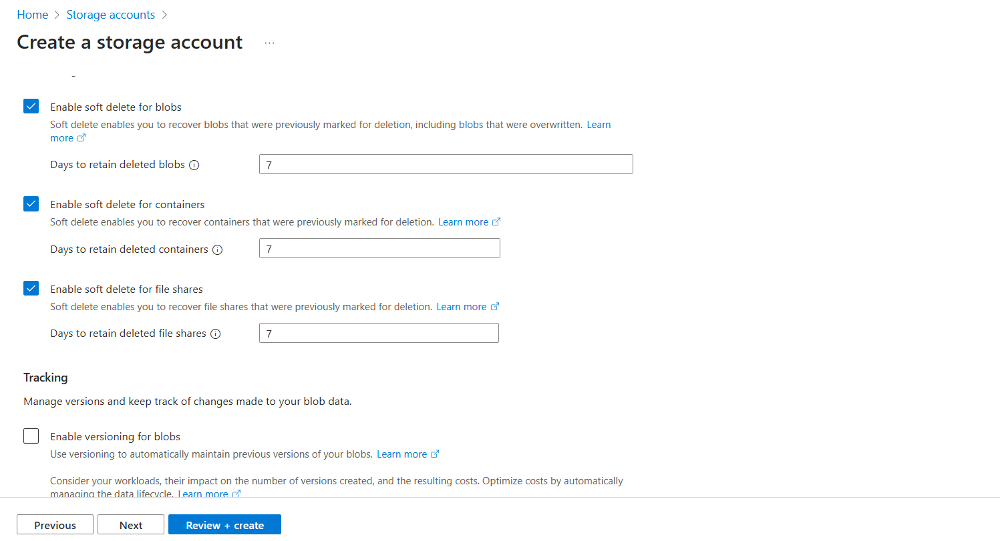 Home > Storage accounts >
Create a storage account ...
Enable soft delete for blobs
Soft delete enables you to recover blobs that were previously marked for deletion, including blobs that were overwritten. Learn
more
Days to retain deleted blobs
7
Enable soft delete for containers
Soft delete enables you to recover containers that were previously marked for deletion. Learn more
Days to retain deleted containers
7
Enable soft delete for file shares
Soft delete enables you to recover file shares that were previously marked for deletion. Learn more
Days to retain deleted file shares
7
Tracking
Manage versions and keep track of changes made to your blob data.
Enable versioning for blobs
Use versioning to automatically maintain previous versions of your blobs. Learn more
Consider your workloads, their impact on the number of versions created, and the resulting costs. Optimize costs by automatically
managing the data lifecycle. Learn more
Previous
Next
Review + create